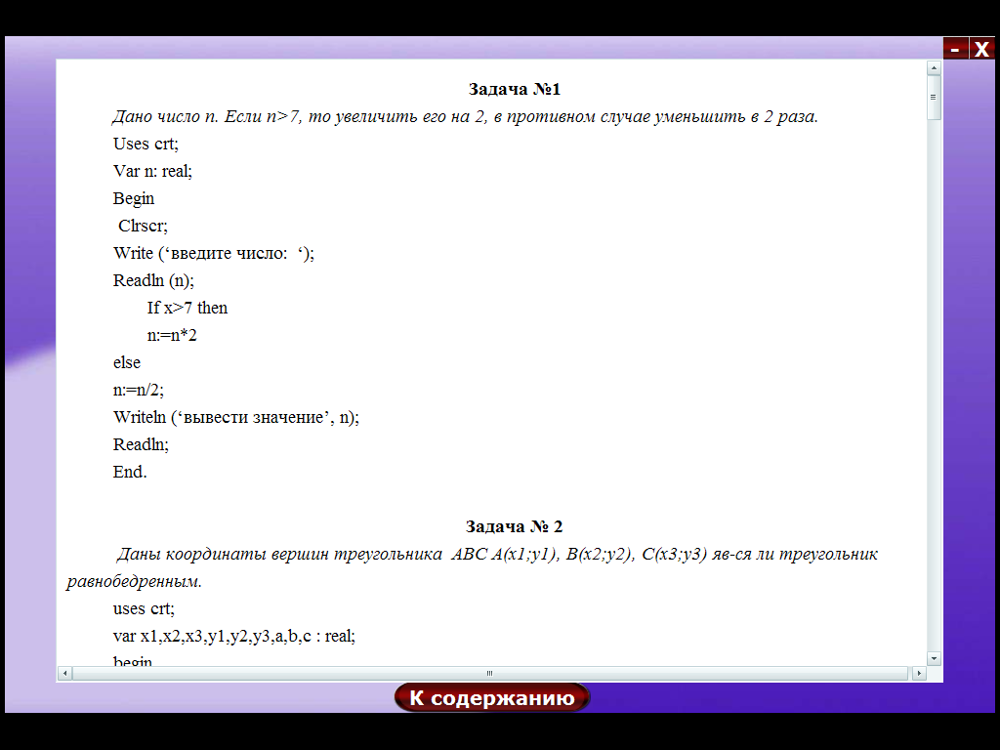 - X
Задача №1
Дано число n. Если n>7, то увеличить его на 2, в противном случае уменьшить в 2 раза.
Uses crt;
Var n: real;
Begin
Clrscr;
Write (‘введите число:  ‘);
Readln (n);
If x>7 then
n:=n*2
else
n:=n/2;
Writeln (‘вывести значение’, n);
Readln;
End.
Задача № 2
Даны координаты вершин треугольника  ABC A(x1;y1), B(x2;y2), C(x3;y3) яв-ся ли треугольник
равнобедренным.
uses crt;
var x1,x2,x3,y1,y2,y3,a,b,c : real;
begin
К содержанию